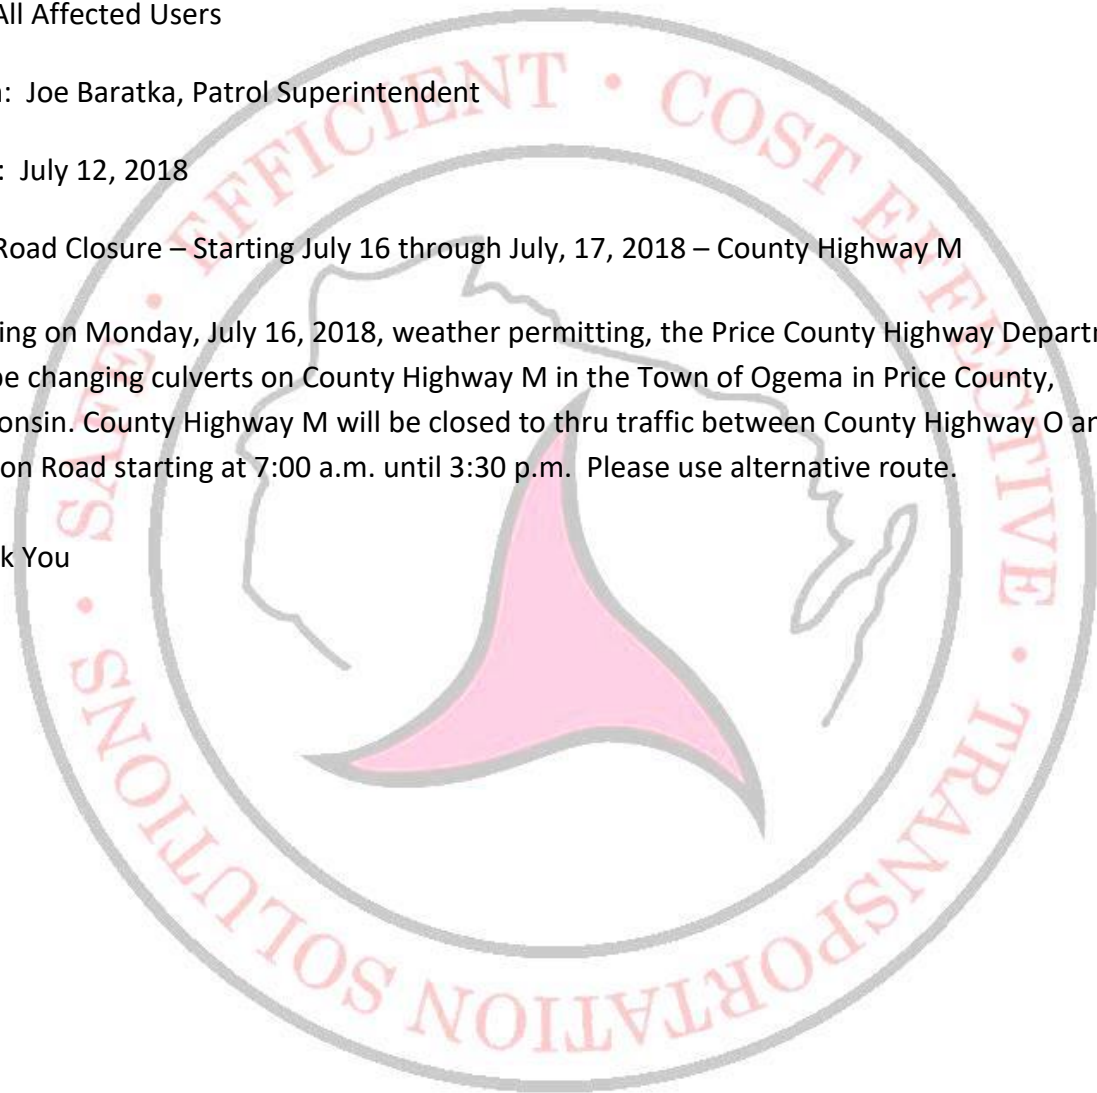 All Affected Users
: Joe Baratka, Patrol Superintendent
: July 12, 2018
Road Closure – Starting July 16 through July, 17, 2018 – County Highway M
ing on Monday, July 16, 2018, weather permitting, the Price County Highway Departm
be changing culverts on County Highway M in the Town of Ogema in Price County,
onsin. County Highway M will be closed to thru traffic between County Highway O an
on Road starting at 7:00 a.m. until 3:30 p.m. Please use alternative route.
k You
SAFE • EFFICIENT • COST EFFECTIVE • TRANSPORTATION SOLUTIONS •